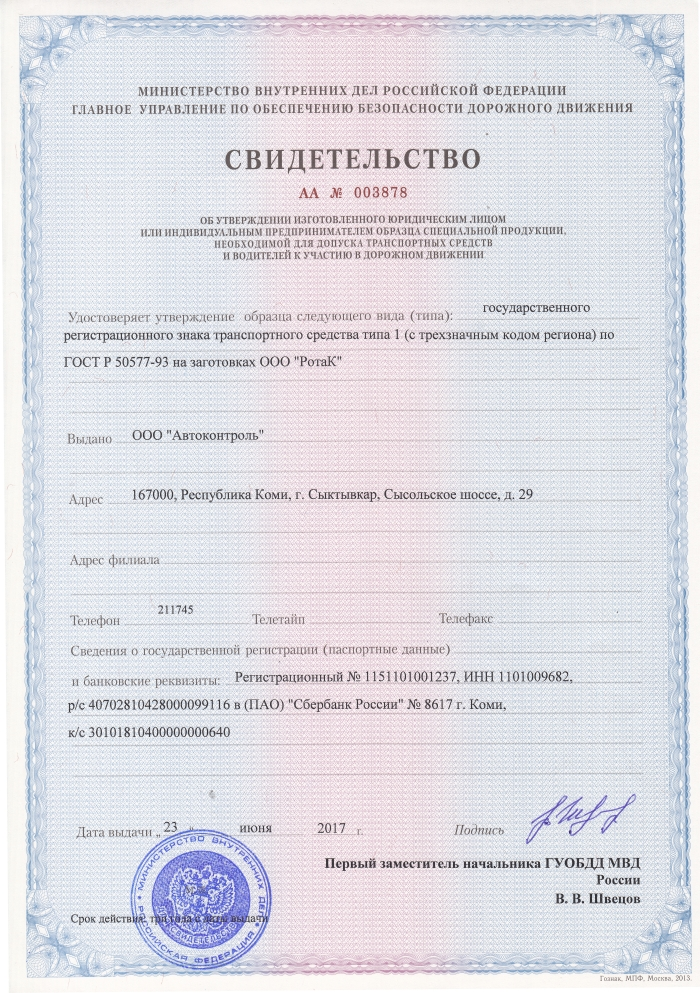 МИНИСТЕРСТВО ВНУТРЕННИХ ДЕЛ РОССИЙСКОЙ ФЕДЕРАЦИИ
ГЛАВНОЕ УПРАВЛЕНИЕ ПО ОБЕСПЕЧЕНИЮ БЕЗОПАСНОСТИ ДОРОЖНОГО ДВИЖЕНИЯ
СВИДЕТЕЛЬСТВО
АА № 003878
ОБ УТВЕРЖДЕНИИ ИЗГОТОВЛЕННОГО ЮРИДИЧЕСКИМ ЛИЦОМ
ИЛИ ИНДИВИДУАЛЬНЫМ ПРЕДПРИНИМАТЕЛЕМ ОБРАЗЦА СПЕЦИАЛЬНОЙ ПРОДУКЦИИ,
НЕОБХОДИМОЙ ДЛЯ ДОПУСКА ТРАНСПОРТНЫХ СРЕДСТВ
И ВОДИТЕЛЕЙ К УЧАСТИЮ В ДОРОЖНОМ ДВИЖЕНИИ
Удостоверяет утверждение образца следующего вида (типа): государственного
регистрационного знака транспортного средства типа 1 (с трехзначным кодом региона) по
ГОСТ Р 50577-93 на заготовках ООО "РотаК"
Выдано ООО "Автоконтроль"
Адрес 167000, Республика Коми, г. Сыктывкар, Сысольское шоссе, д. 29
Адрес филиала
Телефон 211745 Телетайп Телефакс
Сведения о государственной регистрации (паспортные данные)
и банковские реквизиты: Регистрационный № 1151101001237, ИНН 1101009682,
р/с 40702810428000099116 в (ПАО) "Сбербанк России" № 8617 г. Коми,
к/с 30101810400000000640
Дата выдачи „ 23 " июня 2017 г. Подпись
Первый заместитель начальника ГУОБДД МВД
России
В. В. Швецов
МИНИСТЕРСТВО ВНУТРЕННИХ ДЕЛ
РОССИЙСКАЯ ФЕДЕРАЦИЯ
Срок действия: три года с даты выдачи
Гознак, МПФ, Москва, 2013.